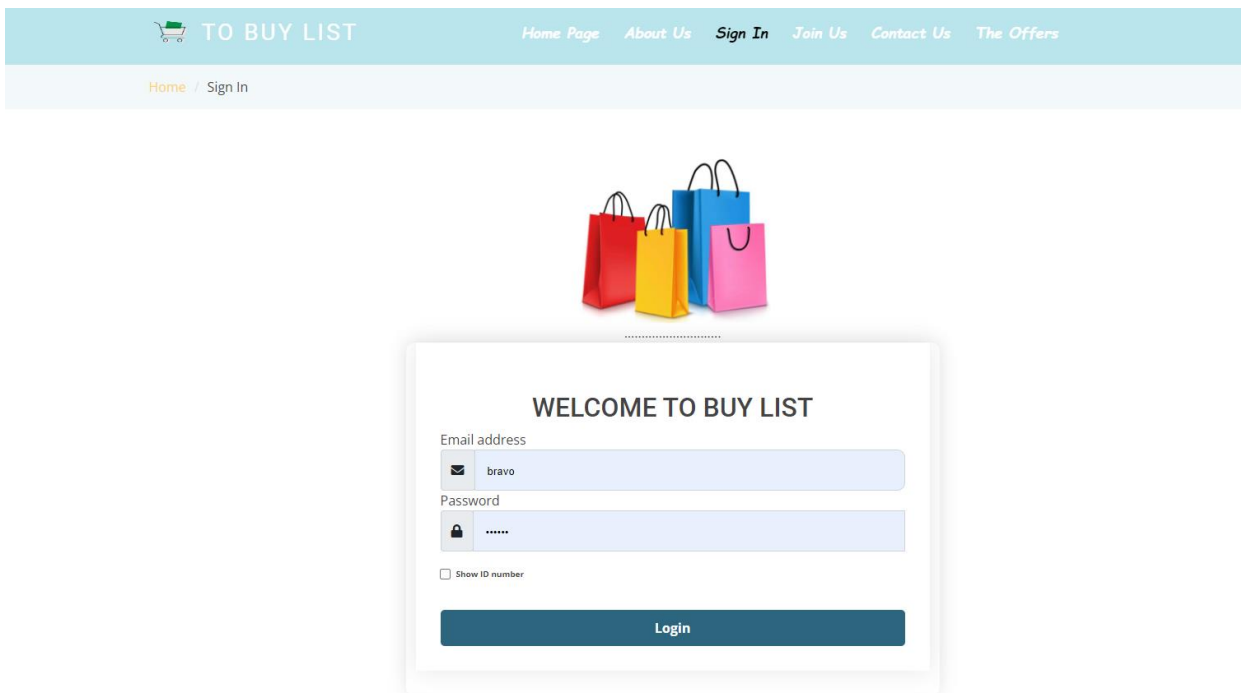 TO BUY LIST
Home Page About Us Sign In Join Us Contact Us The Offers
Home / Sign In
WELCOME TO BUY LIST
Email address
bravo
Password
••••••
Show ID number
Login